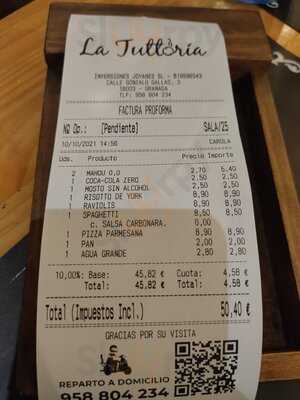 La Tuttoría
INVERSIONES JOYANES SL - B19690543
CALLE GONZALO GALLAS, 3
18003 - GRANADA
TLF: 958 804 234
FACTURA PROFORMA
Nº Op.: [Pendiente] SALA/25
10/10/2021 14:56 CAROLA
Uds. Producto Precio Importe
2 MAHOU 0,0 2,70 5,40
1 COCA-COLA ZERO 2,50 2,50
1 MOSTO SIN ALCOHOL 2,50 2,50
1 RISOTTO DE YORK 8,90 8,90
1 RAVIOLIS 8,90 8,90
1 SPAGHETTI 8,50 8,50
c. SALSA CARBONARA. 0,00
1 PIZZA PARMESANA 8,90 8,90
1 PAN 2,00 2,00
1 AGUA GRANDE 2,80 2,80
10,00%: Base: 45,82 € Cuota: 4,58 €
Total: 45,82 € Total: 4,58 €
Total (Impuestos Incl.) 50,40 €
GRACIAS POR SU VISITA
REPARTO A DOMICILIO
958 804 234